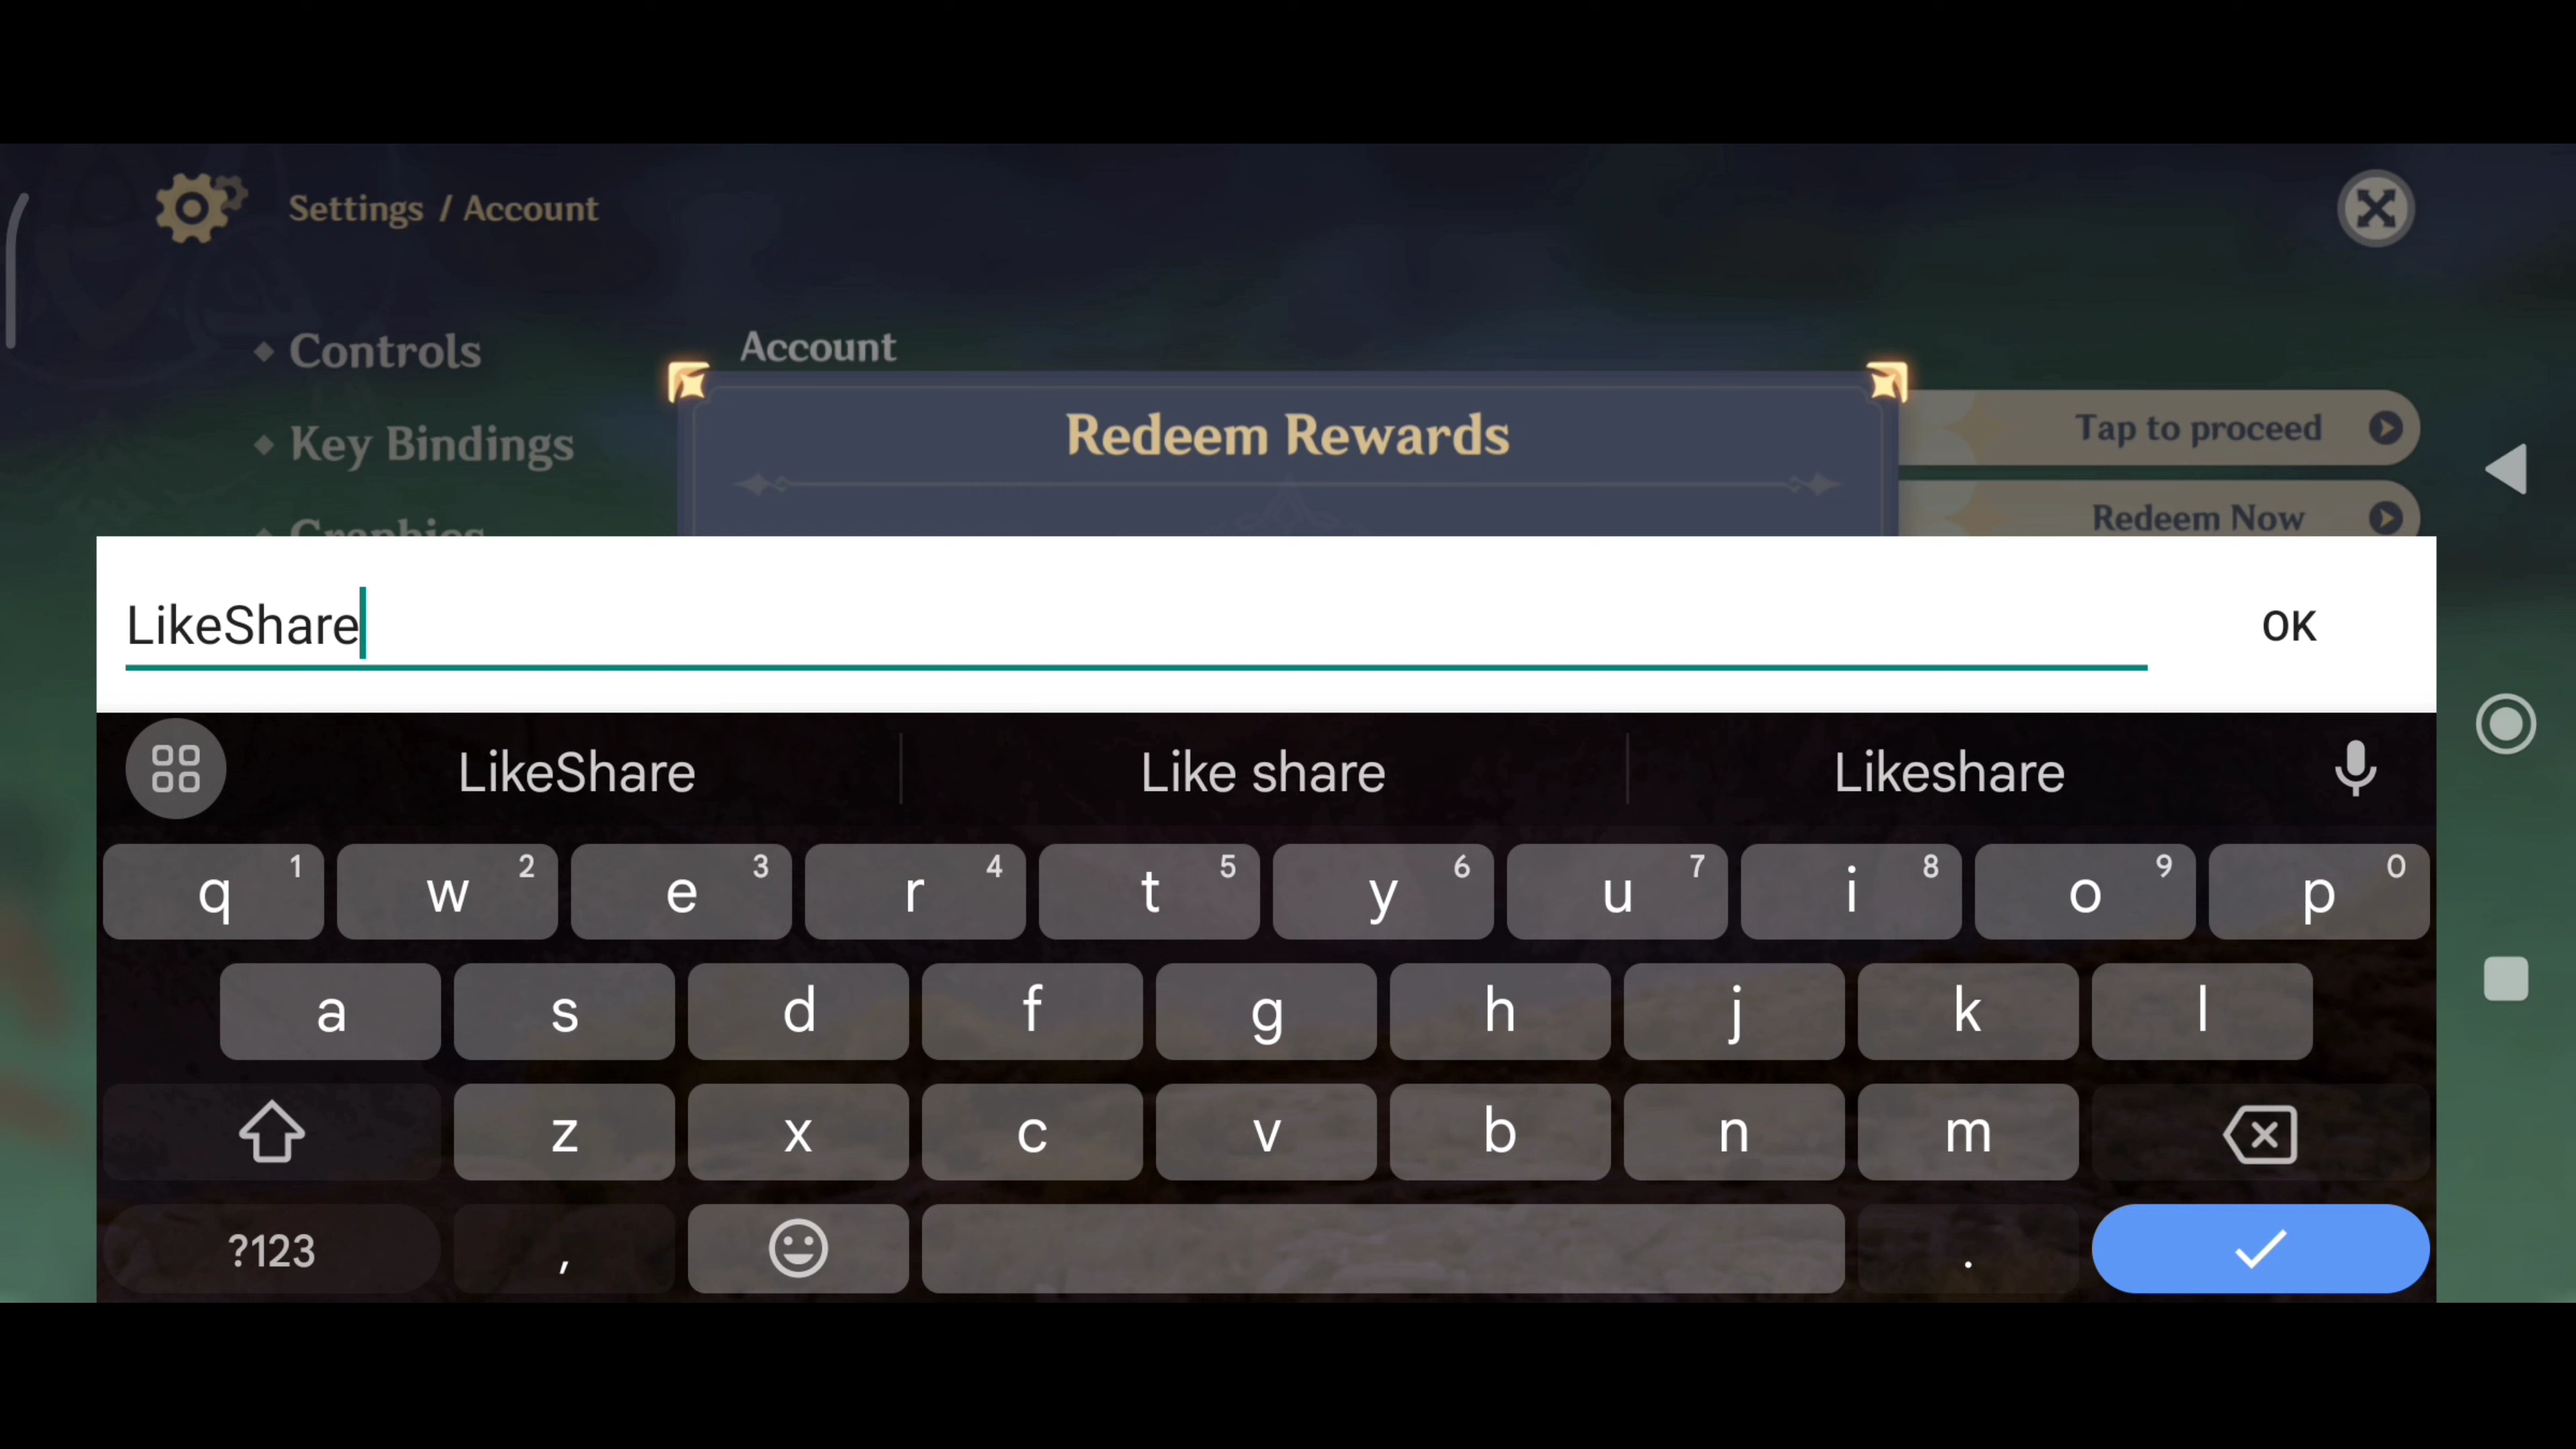 Settings / Account
Controls
Account
Key Bindings
Redeem Rewards
Tap to proceed
Graphics
Redeem Now
LikeShare
OK
LikeShare
Like share
Likeshare
q 1 w 2 e 3 r 4 t 5 y 6 u 7 i 8 o 9 p 0
a s d f g h j k l
z x c v b n m
?123 , .